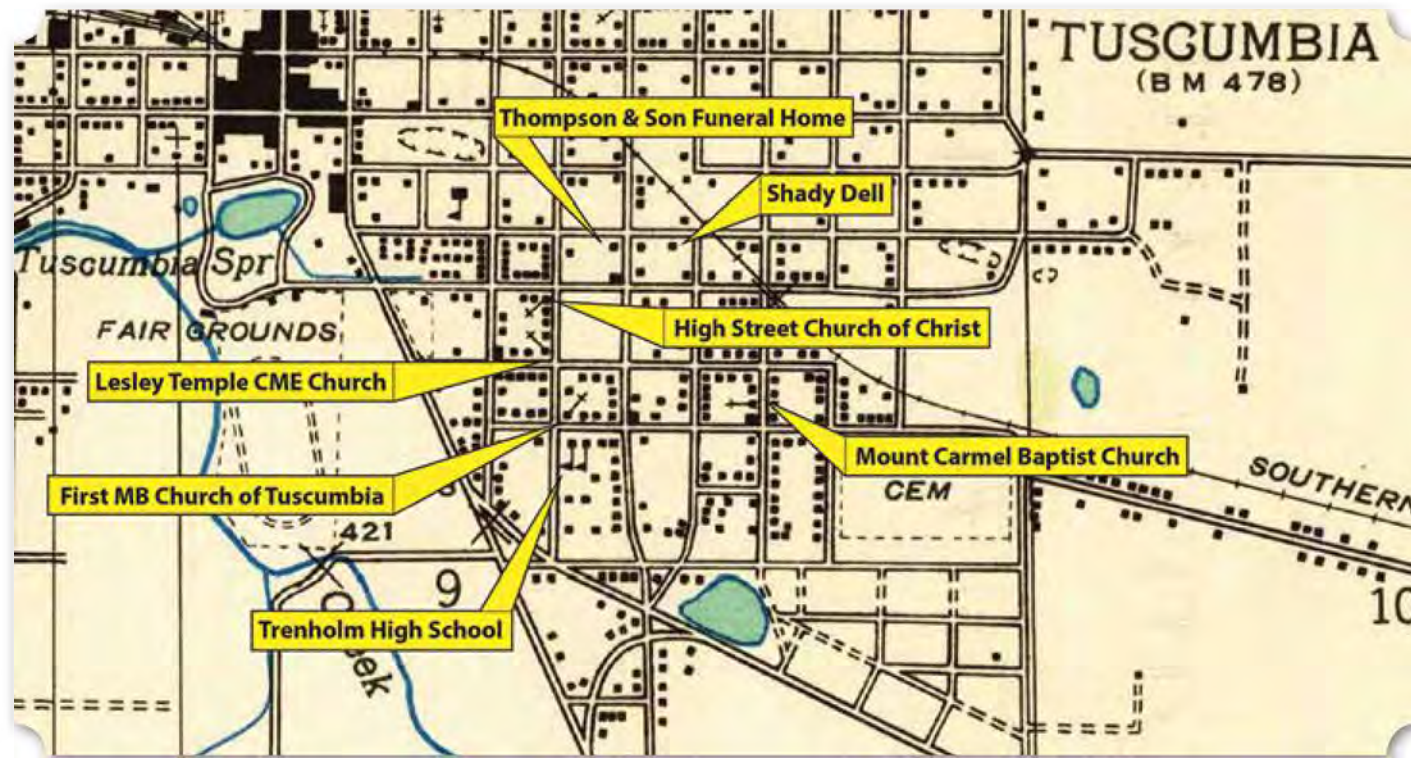 TUSCUMBIA
(BM 478)
Thompson & Son Funeral Home
Shady Dell
Tuscumbia Spr
FAIR GROUNDS
High Street Church of Christ
Lesley Temple CME Church
Mount Carmel Baptist Church
First MB Church of Tuscumbia
CEM
SOUTHERN
421
9
10
Creek
Trenholm High School